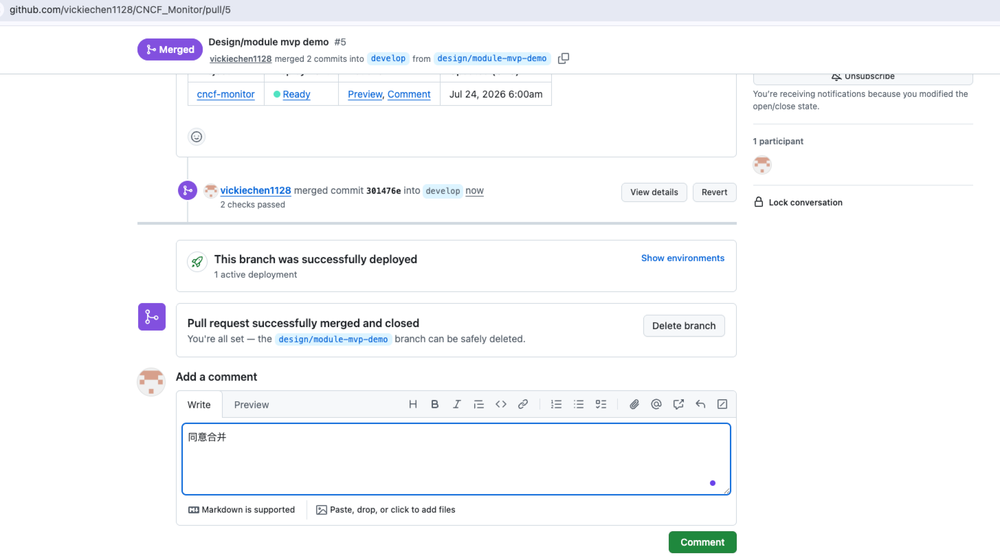 github.com/vickiechen1128/CNCF_Monitor/pull/5
Merged
Design/module mvp demo #5
vickiechen1128 merged 2 commits into develop from design/module-mvp-demo
cncf-monitor Ready Preview, Comment Jul 24, 2026 6:00am
Unsubscribe
You’re receiving notifications because you modified the
open/close state.
1 participant
vickiechen1128 merged commit 301476e into develop now
2 checks passed
View details
Revert
Lock conversation
This branch was successfully deployed
1 active deployment
Show environments
Pull request successfully merged and closed
You're all set — the design/module-mvp-demo branch can be safely deleted.
Delete branch
Add a comment
Write
Preview
同意合并
Markdown is supported
Paste, drop, or click to add files
Comment